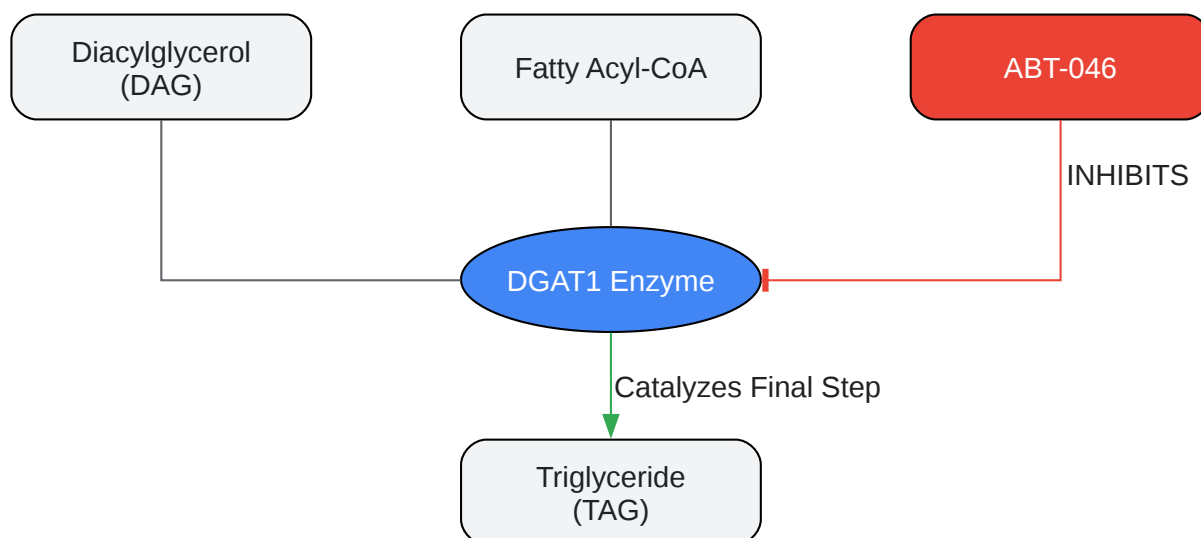 Diacylglycerol
(DAG)
Fatty Acyl-CoA
ABT-046
INHIBITS
DGAT1 Enzyme
Catalyzes Final Step
Triglyceride
(TAG)